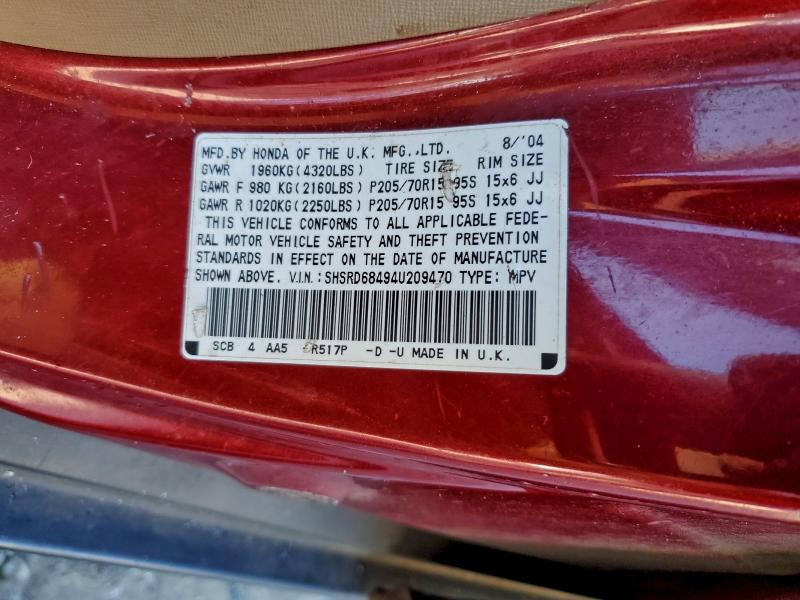 MFD.BY HONDA OF THE U.K. MFG.,LTD. 8/'04
GVWR 1960KG(4320LBS) TIRE SIZE RIM SIZE
GAWR F 980 KG(2160LBS) P205/70R15 95S 15x6 JJ
GAWR R 1020KG(2250LBS) P205/70R15 95S 15x6 JJ
THIS VEHICLE CONFORMS TO ALL APPLICABLE FEDE-
RAL MOTOR VEHICLE SAFETY AND THEFT PREVENTION
STANDARDS IN EFFECT ON THE DATE OF MANUFACTURE
SHOWN ABOVE. V.I.N.:SHSRD68494U209470 TYPE: MPV
SCB 4 AA5 R517P -D -U MADE IN U.K.